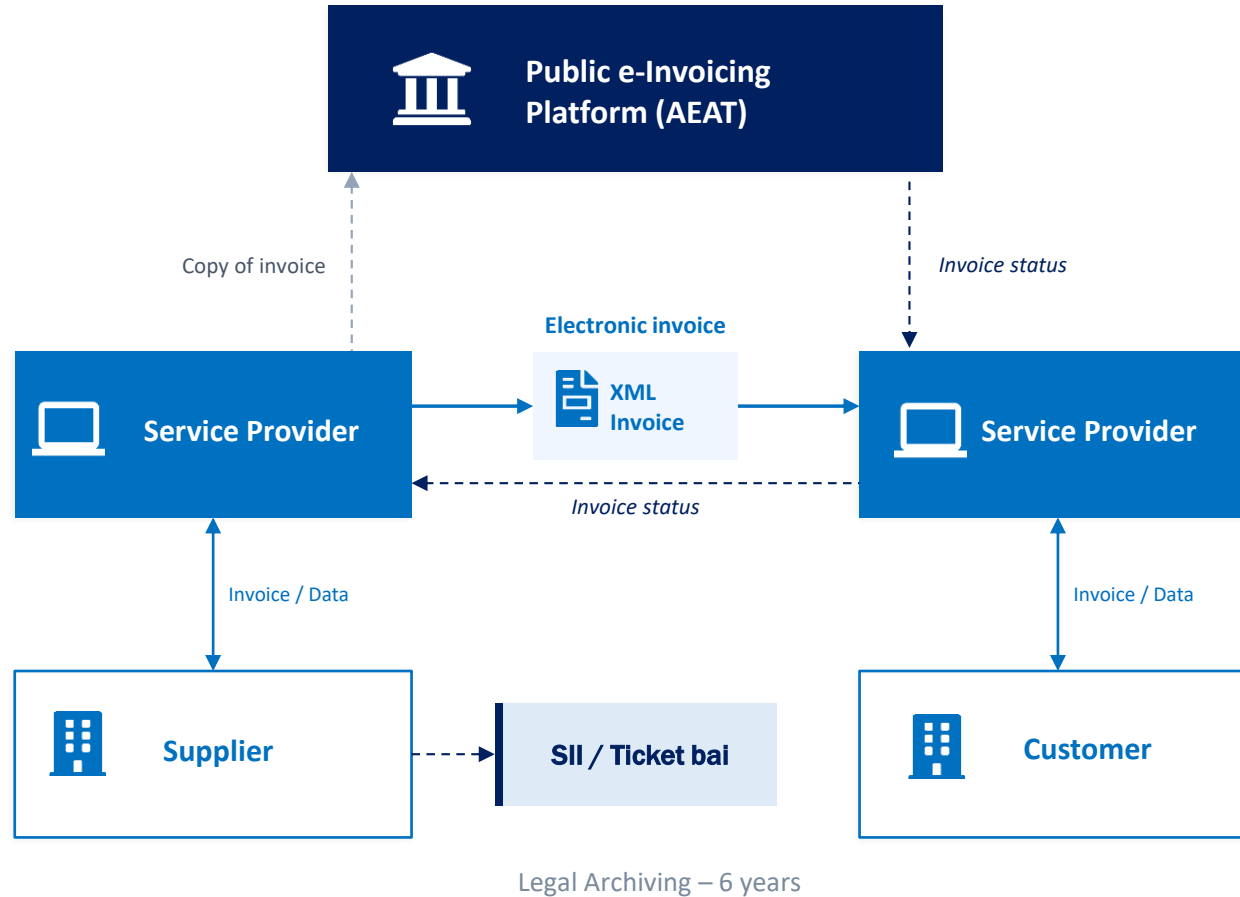 Public e-Invoicing
Platform (AEAT)
Copy of invoice
Invoice status
Electronic invoice
Service Provider
XML
Invoice
Service Provider
Invoice status
Invoice / Data
Invoice / Data
Supplier
SII / Ticket bai
Customer
Legal Archiving – 6 years